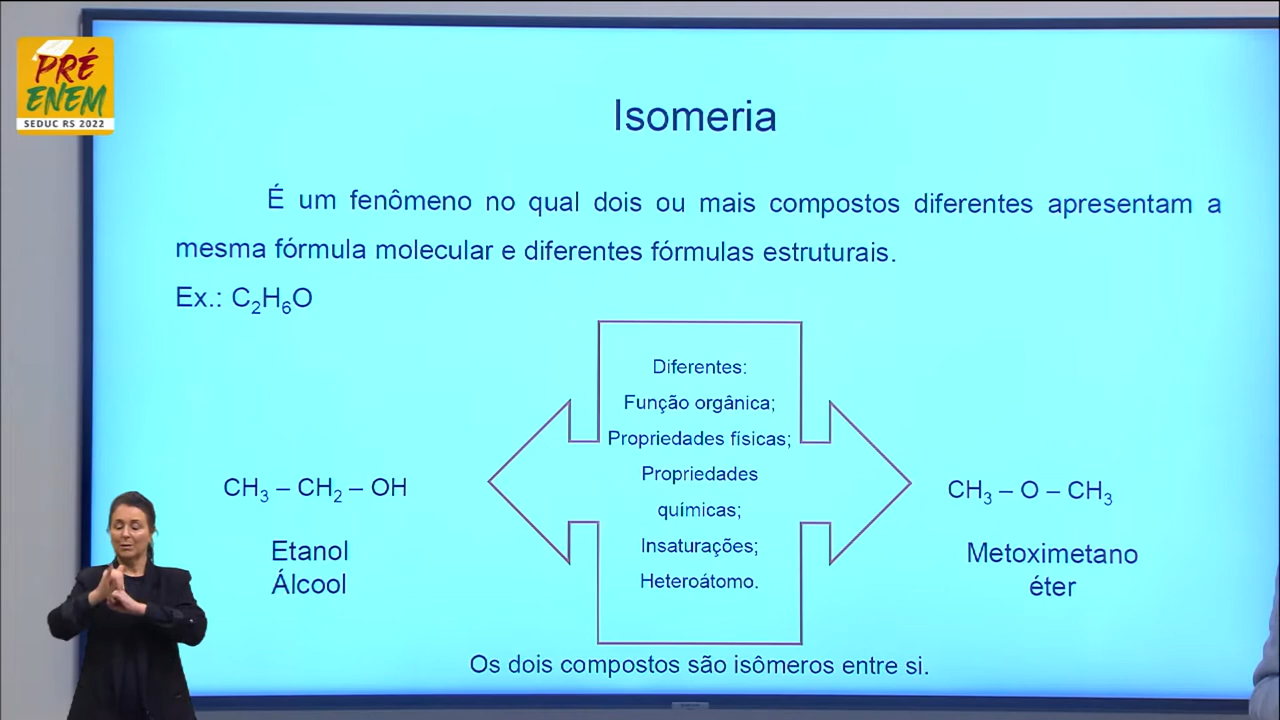 PRÉ
ENEM
SEDUC RS 2022
Isomeria
É um fenômeno no qual dois ou mais compostos diferentes apresentam a
mesma fórmula molecular e diferentes fórmulas estruturais.
Ex.: C₂H₆O
Diferentes:
Função orgânica;
Propriedades físicas;
Propriedades
químicas;
Insaturações;
Heteroátomo.
CH₃ – CH₂ – OH
Etanol
Álcool
CH₃ – O – CH₃
Metoximetano
éter
Os dois compostos são isômeros entre si.